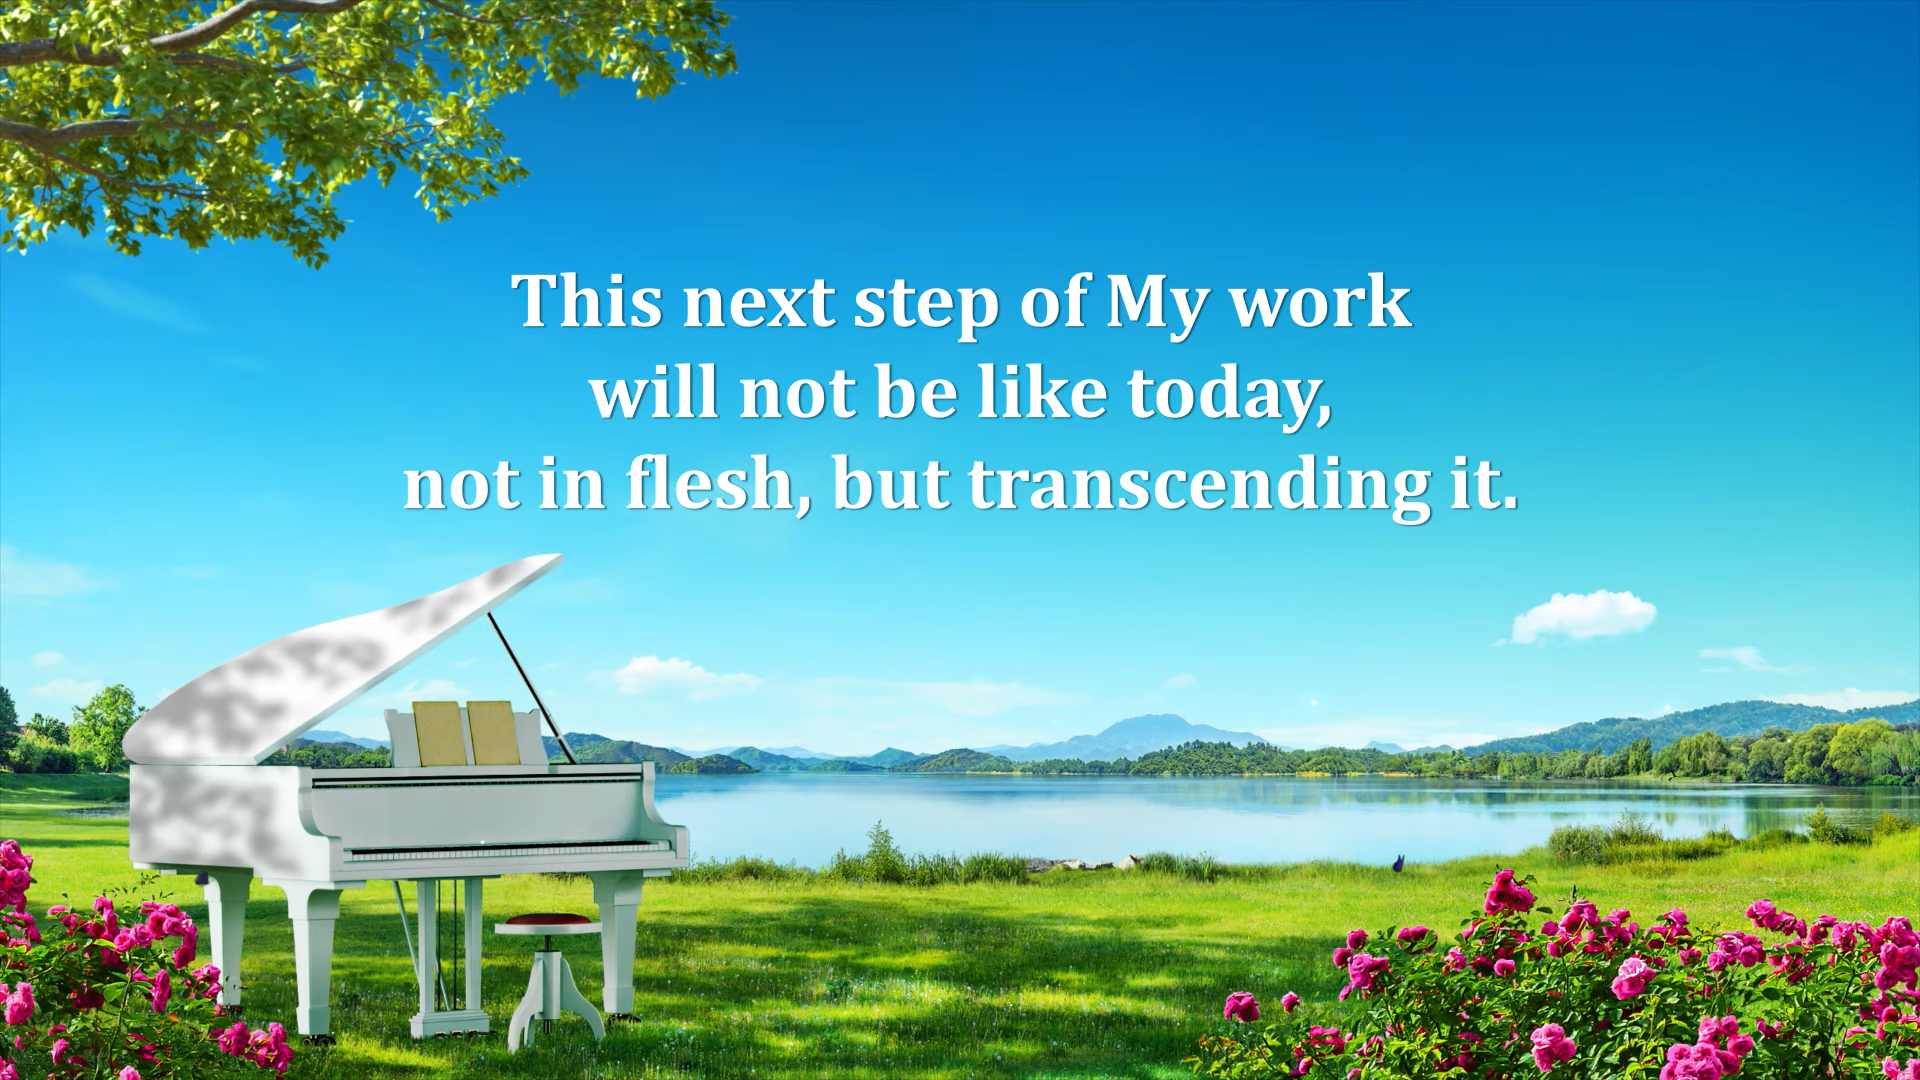 This next step of My work
will not be like today,
not in flesh, but transcending it.